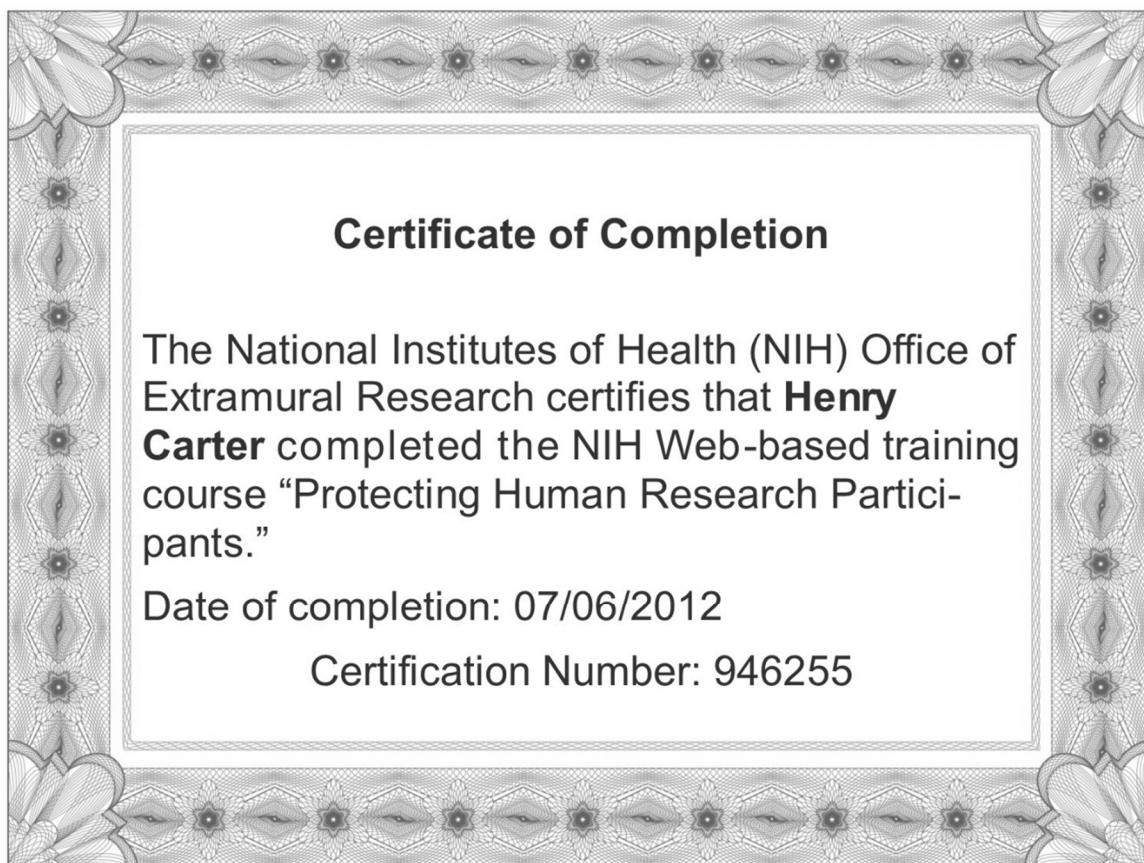 Certificate of Completion
The National Institutes of Health (NIH) Office of
Extramural Research certifies that Henry
Carter completed the NIH Web-based training
course “Protecting Human Research Partici-
pants.”
Date of completion: 07/06/2012
Certification Number: 946255